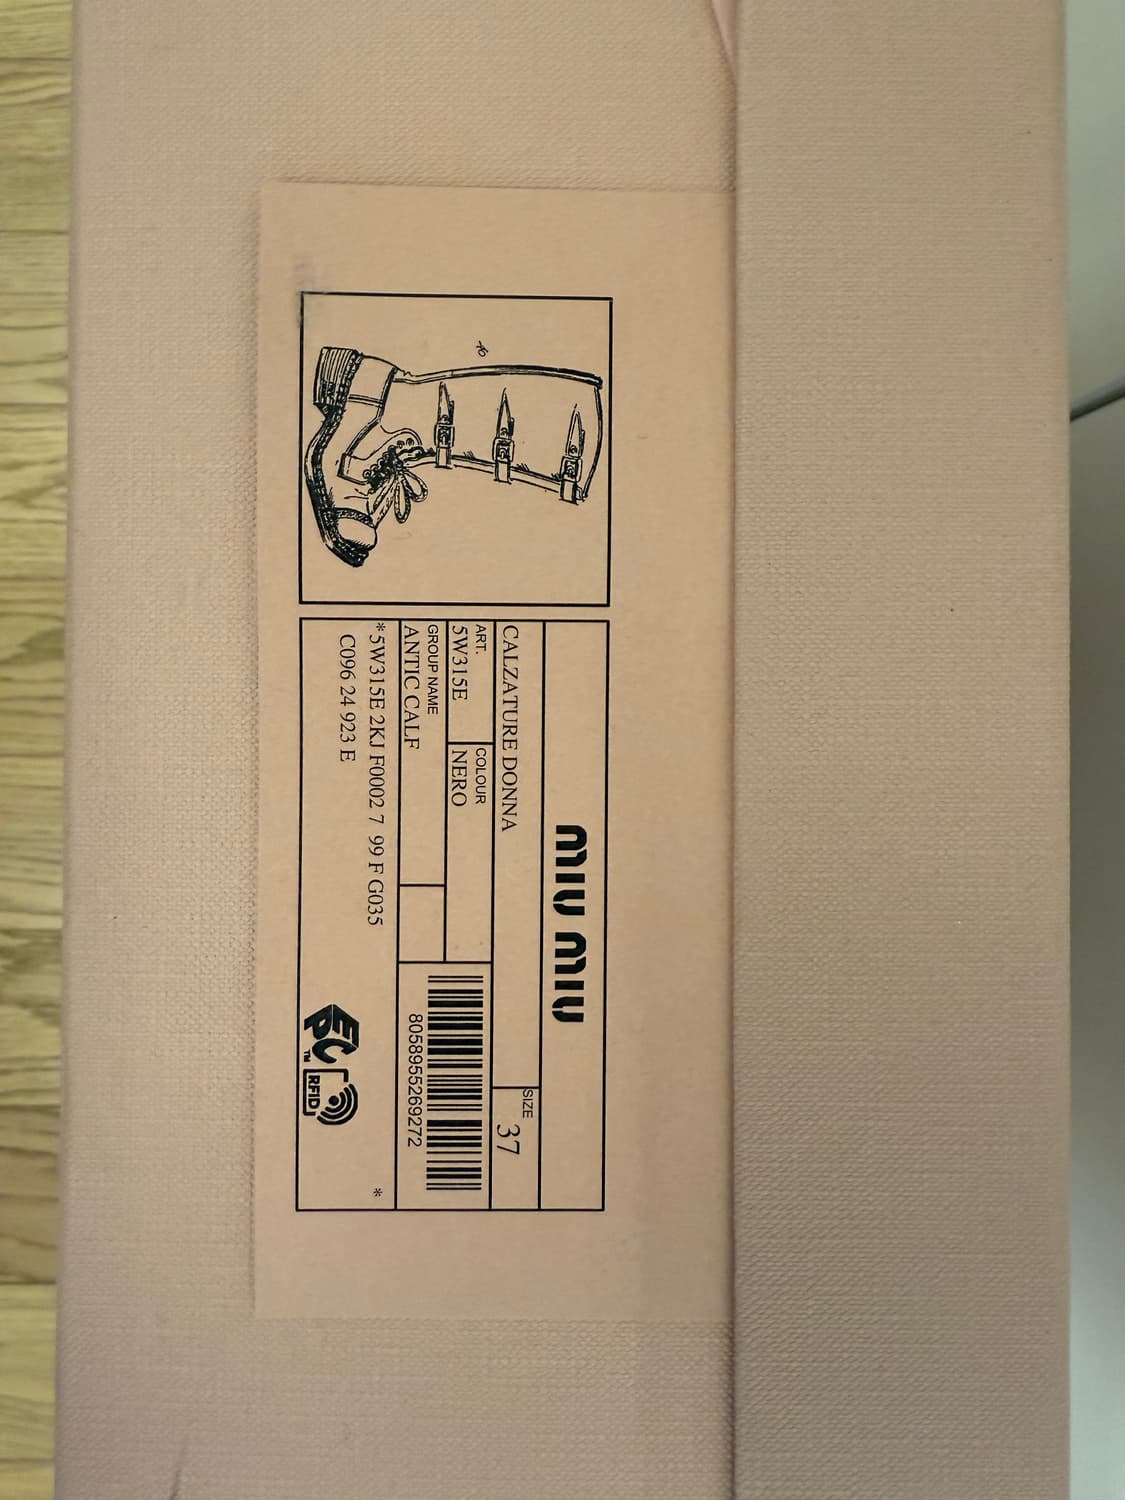 MIU MIU
CALZATURE DONNA
SIZE
37
ART.
5W315E
COLOUR
NERO
GROUP NAME
ANTIC CALF
8058955269272
*5W315E 2KJ F0002 7 99 F G035 *
C096 24 923 E
EPC™
RFID